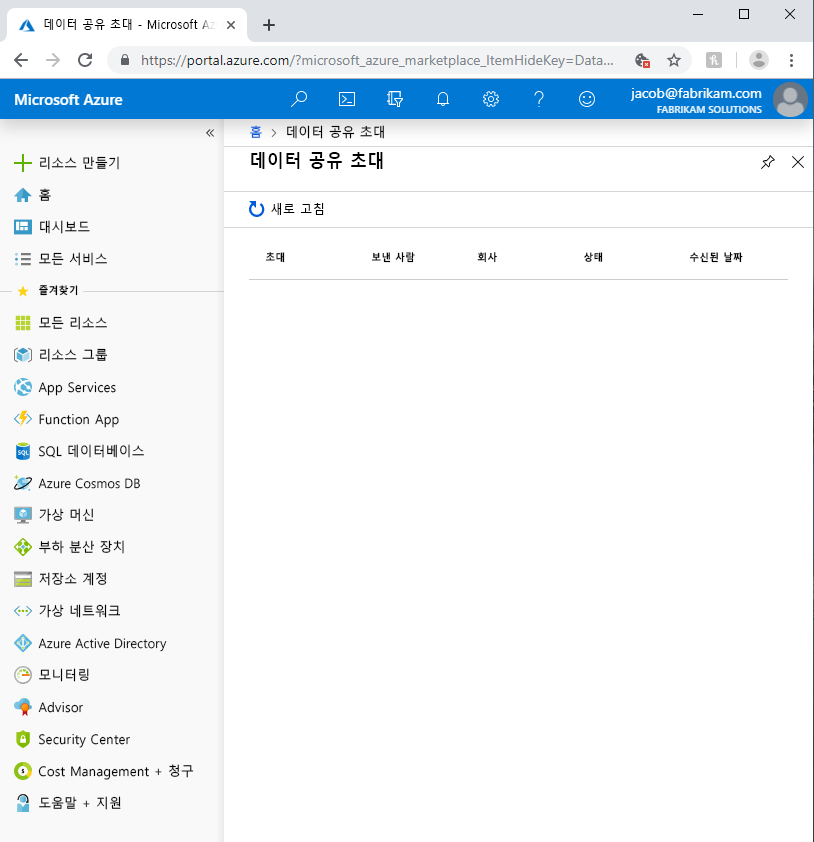 데이터 공유 초대 - Microsoft Az
https://portal.azure.com/?microsoft_azure_marketplace_ItemHideKey=Data...
Microsoft Azure
jacob@fabrikam.com
FABRIKAM SOLUTIONS
«
홈 > 데이터 공유 초대
데이터 공유 초대
새로 고침
초대 보낸 사람 회사 상태 수신된 날짜
리소스 만들기
홈
대시보드
모든 서비스
즐겨찾기
모든 리소스
리소스 그룹
App Services
Function App
SQL 데이터베이스
Azure Cosmos DB
가상 머신
부하 분산 장치
저장소 계정
가상 네트워크
Azure Active Directory
모니터링
Advisor
Security Center
Cost Management + 청구
도움말 + 지원